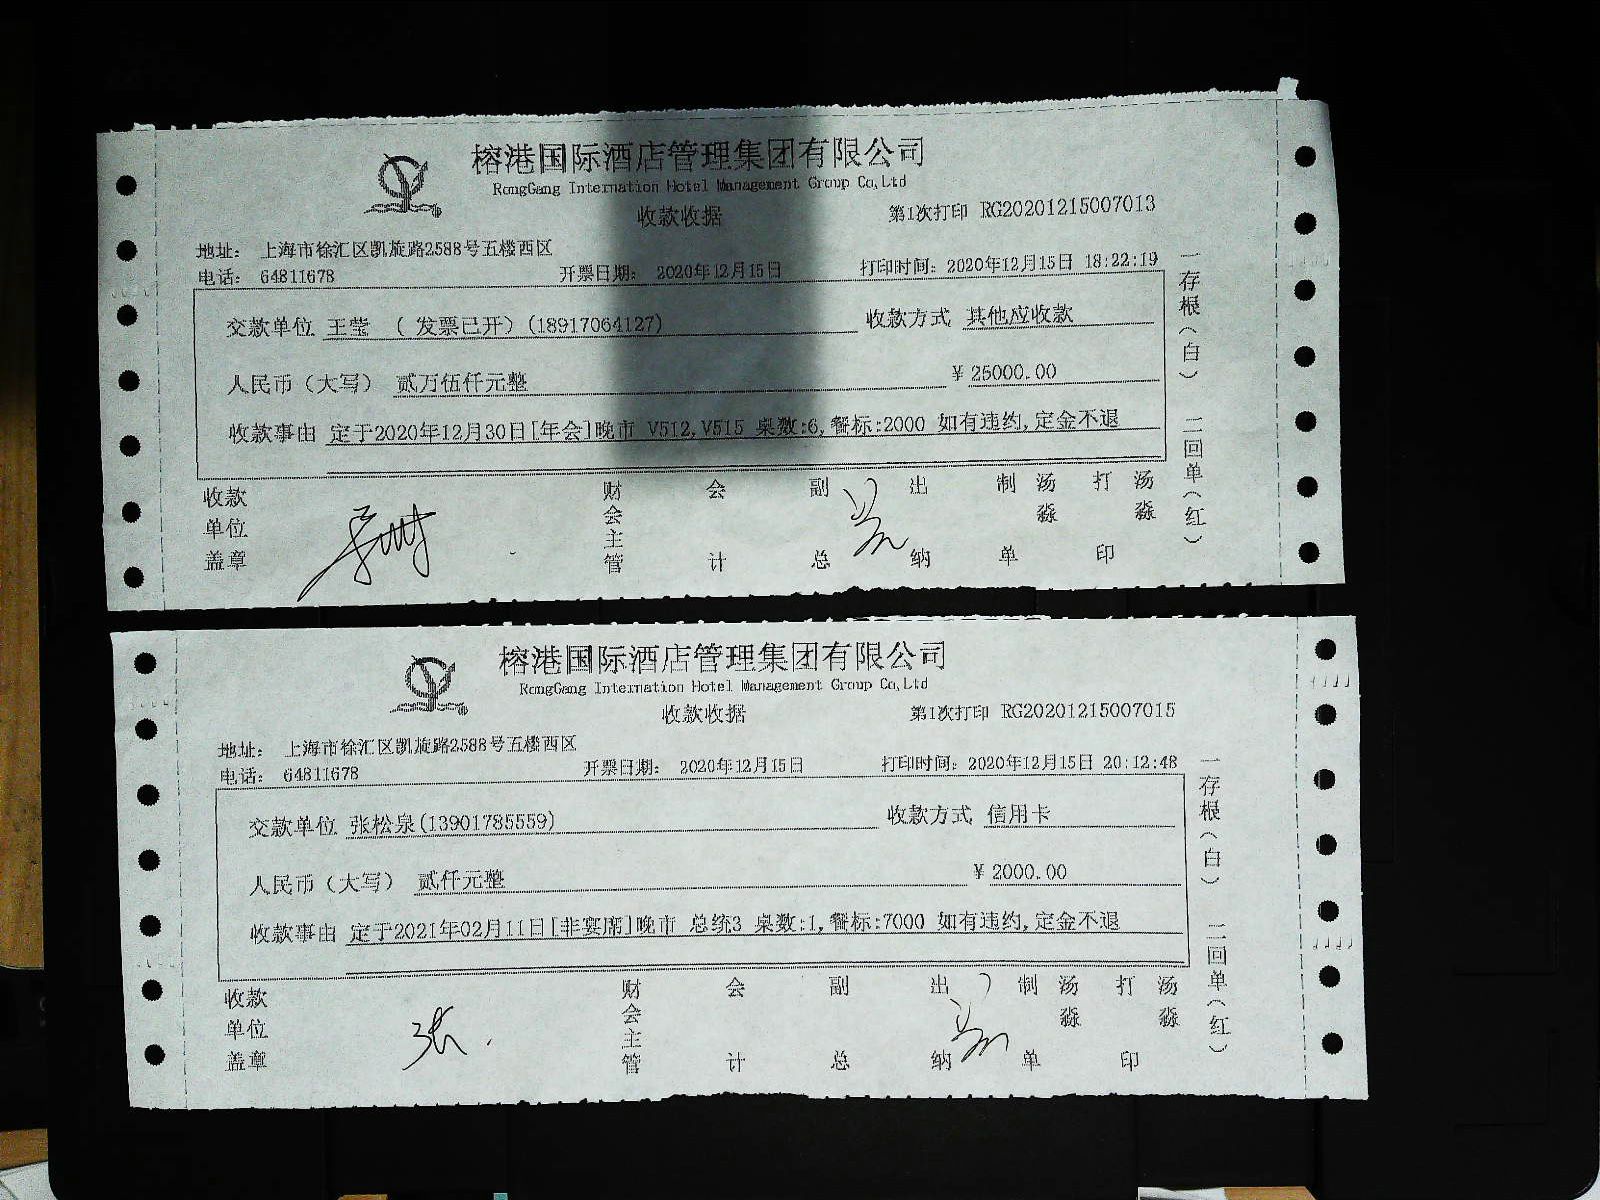 榕港国际酒店管理集团有限公司
RongGang Internation Hotel Management Group Co,Ltd
收款收据
第1次打印 RG20201215007013
地址： 上海市徐汇区凯旋路2588号五楼西区
电话： 64811678
开票日期： 2020年12月15日
打印时间：2020年12月15日 18:22:19
交款单位 王莹 （ 发票已开）(18917064127)
收款方式 其他应收款
人民币（大写） 贰万伍仟元整
¥ 25000.00
收款事由 定于2020年12月30日[年会]晚市 V512,V515 桌数:6,餐标:2000 如有违约,定金不退
收款单位盖章
财会主管
会计
副总
出纳
制单 汤淼
打印 汤淼
一存根（白） 二回单（红）
榕港国际酒店管理集团有限公司
RongGang Internation Hotel Management Group Co,Ltd
收款收据
第1次打印 RG20201215007015
地址： 上海市徐汇区凯旋路2588号五楼西区
电话： 64811678
开票日期： 2020年12月15日
打印时间：2020年12月15日 20:12:48
交款单位 张松泉(13901785559)
收款方式 信用卡
人民币（大写） 贰仟元整
¥ 2000.00
收款事由 定于2021年02月11日[非宴席]晚市 总统3 桌数:1,餐标:7000 如有违约,定金不退
收款单位盖章
张
财会主管
会计
副总
出纳
制单 汤淼
打印 汤淼
一存根（白） 二回单（红）